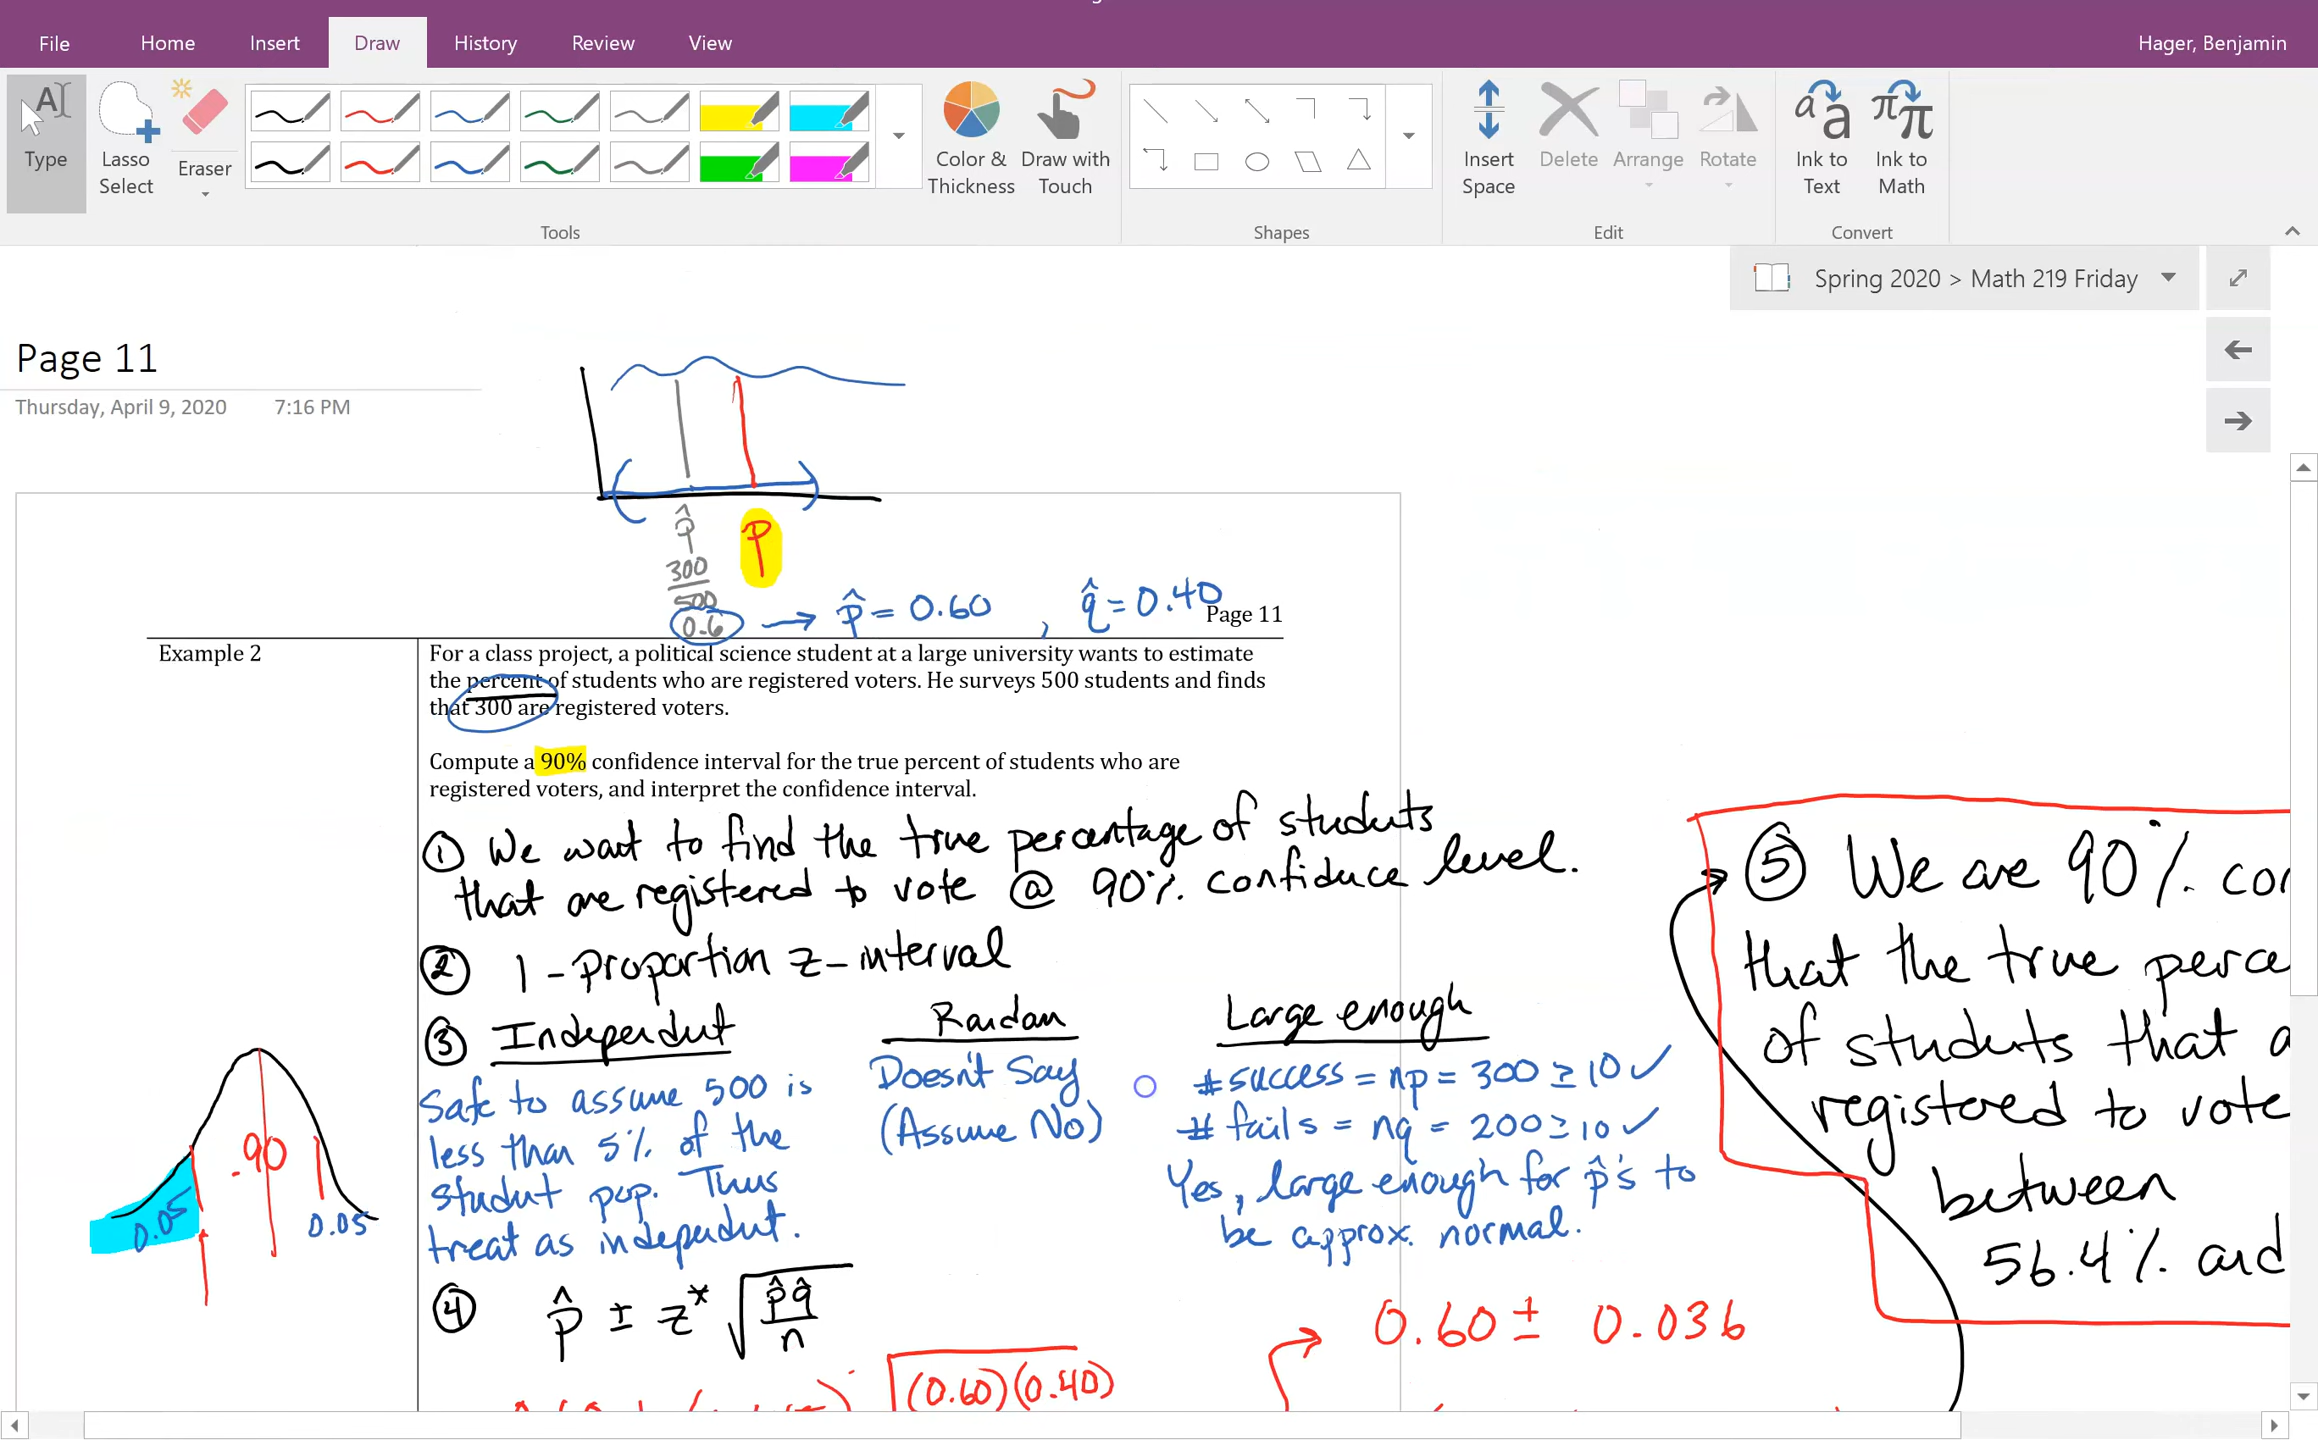 Hager, Benjamin
File Home Insert Draw History Review View
Type
Lasso Select
Eraser
Color & Thickness
Draw with Touch
Insert Space
Delete
Arrange
Rotate
Ink to Text
Ink to Math
Tools
Shapes
Edit
Convert
Spring 2020 > Math 219 Friday
Page 11
Thursday, April 9, 2020 7:16 PM
p̂
p
300
500
0.6 → p̂ = 0.60 , q̂ = 0.40
Page 11
Example 2
For a class project, a political science student at a large university wants to estimate
the percent of students who are registered voters. He surveys 500 students and finds
that 300 are registered voters.
Compute a 90% confidence interval for the true percent of students who are
registered voters, and interpret the confidence interval.
① We want to find the true percentage of students
that are registered to vote @ 90% confidence level.
② 1-Proportion z-interval
③ Independent
Safe to assume 500 is
less than 5% of the
student pop. Thus
treat as independent.
Random
Doesn't Say
(Assume No)
Large enough
# success = np = 300 ≥ 10 ✓
# fails = nq = 200 ≥ 10 ✓
Yes, large enough for p̂'s to
be approx. normal.
.90
0.05
0.05
④ p̂ ± z* √(p̂q̂/n)
(0.60)(0.40)
→ 0.60 ± 0.036
⑤ We are 90%
that the true
of students that
registered to vote
between
56.4% and